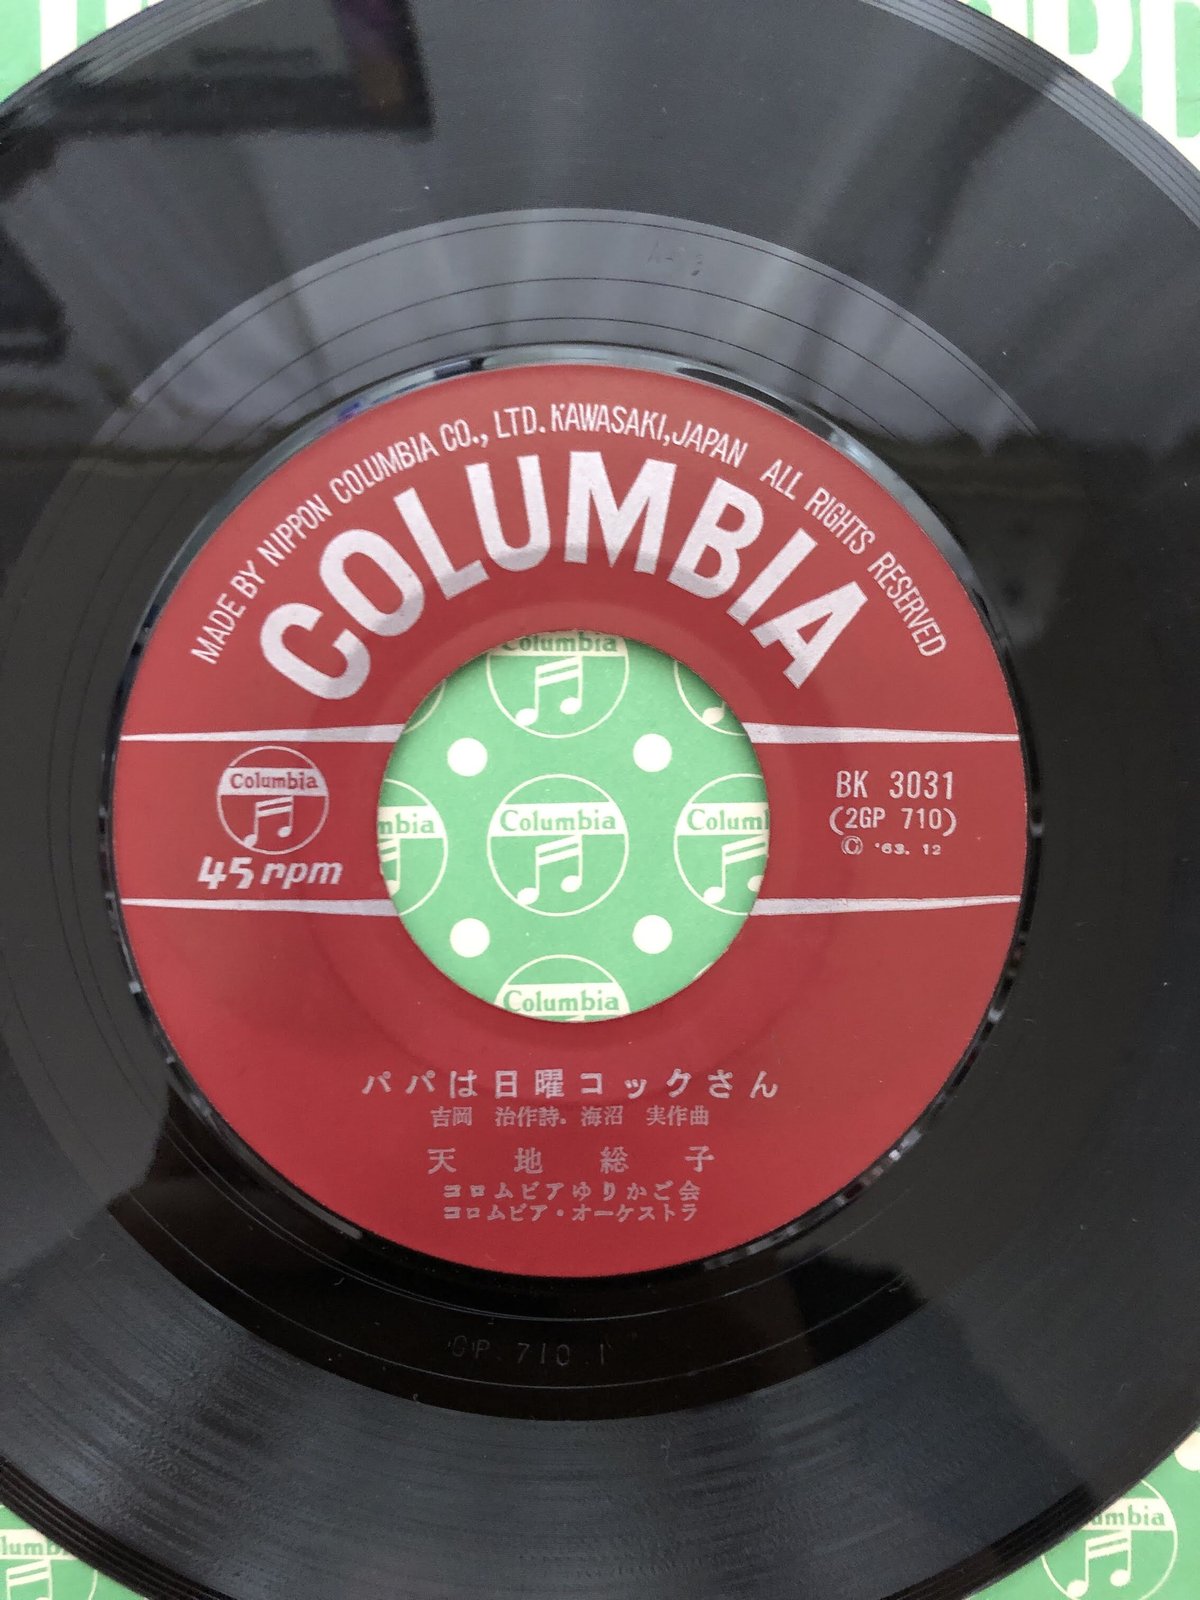 MADE BY NIPPON COLUMBIA CO., LTD. KAWASAKI, JAPAN ALL RIGHTS RESERVED
COLUMBIA
Columbia
45 rpm
BK 3031
(2GP 710)
© '63. 12
Columbia
Columbia
Columbia
パパは日曜コックさん
吉岡 治作詩. 海沼 実作曲
天地総子
コロムビアゆりかご会
コロムビア・オーケストラ